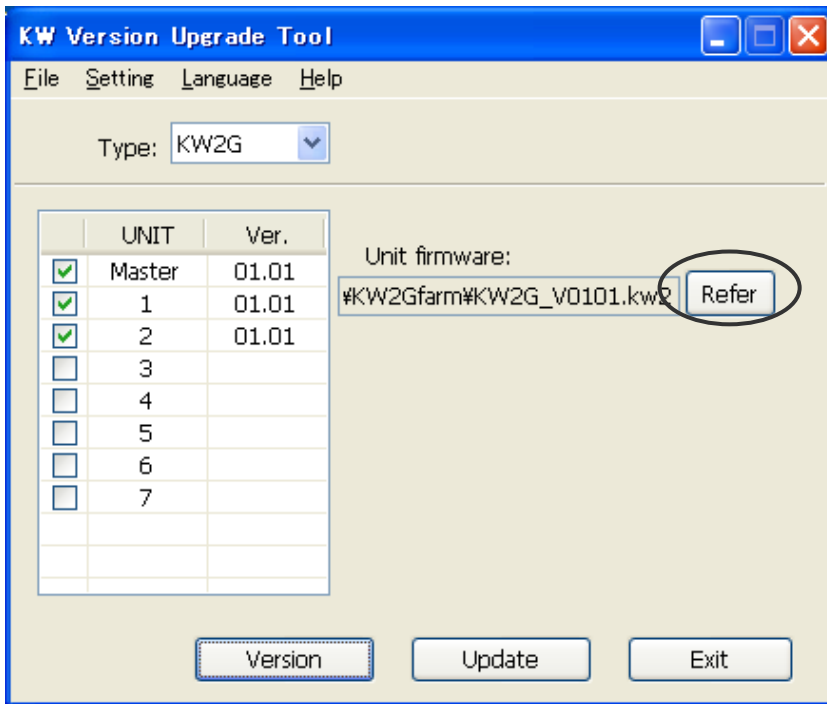 KW Version Upgrade Tool
File Setting Language Help
Type: KW2G
UNIT Ver.
Master 01.01
1 01.01
2 01.01
3
4
5
6
7
Unit firmware:
¥KW2Gfarm¥KW2G_V0101.kw2 Refer
Version Update Exit